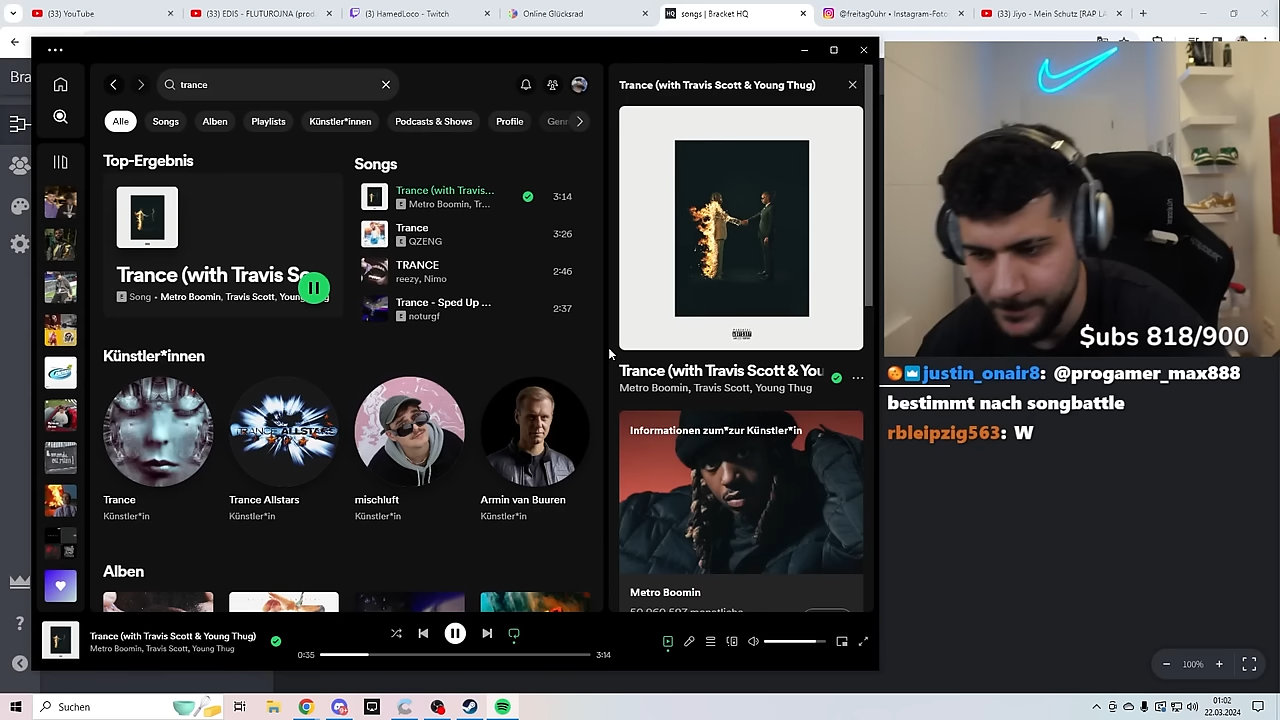 (33) YouTube
(33) EDIS - FLUTURO(NA (prod.
(3) HamedLoco - Twitch
Online Glücksrad
HQ songs | BracketHQ
@freitag0uhr • Instagram-Foto
(33) Jiyo - Mein Schutz [RAP
Bra
trance
Alle
Songs
Alben
Playlists
Künstler*innen
Podcasts & Shows
Profile
Genr
Top-Ergebnis
Trance (with Travis Sc
E Song • Metro Boomin, Travis Scott, Young
Songs
Trance (with Travis...
E Metro Boomin, Tr...
3:14
Trance
E QZENG
3:26
TRANCE
reezy, Nimo
2:46
Trance - Sped Up ...
E noturgf
2:37
Künstler*innen
TRANCE ALLSTARS
Trance
Künstler*in
Trance Allstars
Künstler*in
mischluft
Künstler*in
Armin van Buuren
Künstler*in
Alben
Trance (with Travis Scott & Young Thug)
Trance (with Travis Scott & You
Metro Boomin, Travis Scott, Young Thug
Informationen zum*zur Künstler*in
Metro Boomin
Trance (with Travis Scott & Young Thug)
Metro Boomin, Travis Scott, Young Thug
0:35
3:14
$ubs 818/900
justin_onair8: @progamer_max888
bestimmt nach songbattle
rbleipzig563: W
100%
Suchen
01:02
22.03.2024